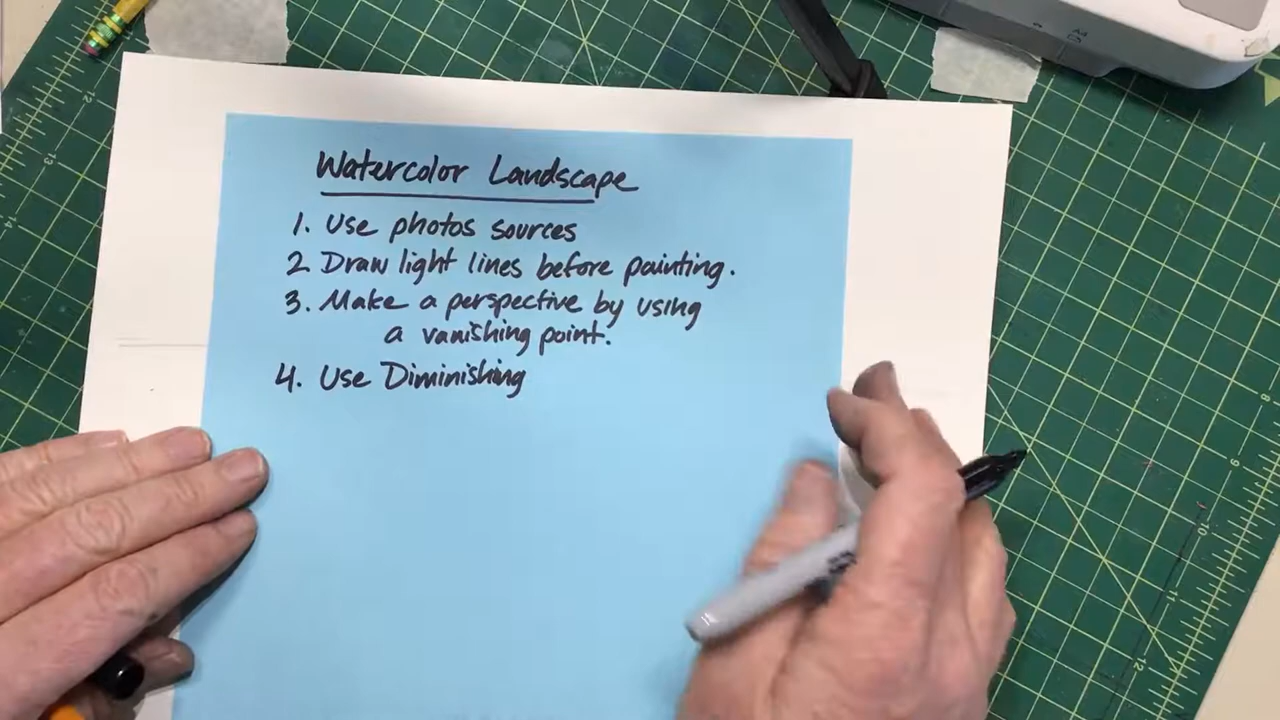 Watercolor Landscape
1. Use photos sources
2 Draw light lines before painting.
3. Make a perspective by using
a vanishing point.
4. Use Diminishing